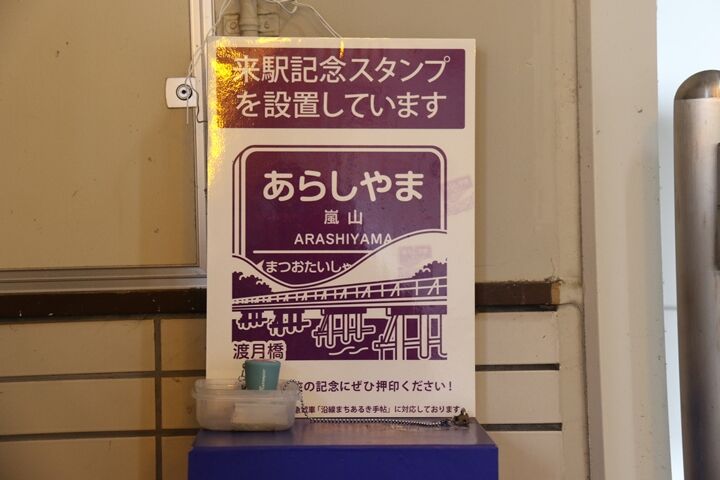 来駅記念スタンプ
を設置しています
あらしやま
嵐山
ARASHIYAMA
まつおたいしゃ
渡月橋
の記念にぜひ押印ください！
車「沿線まちあるき手帖」に対応しております